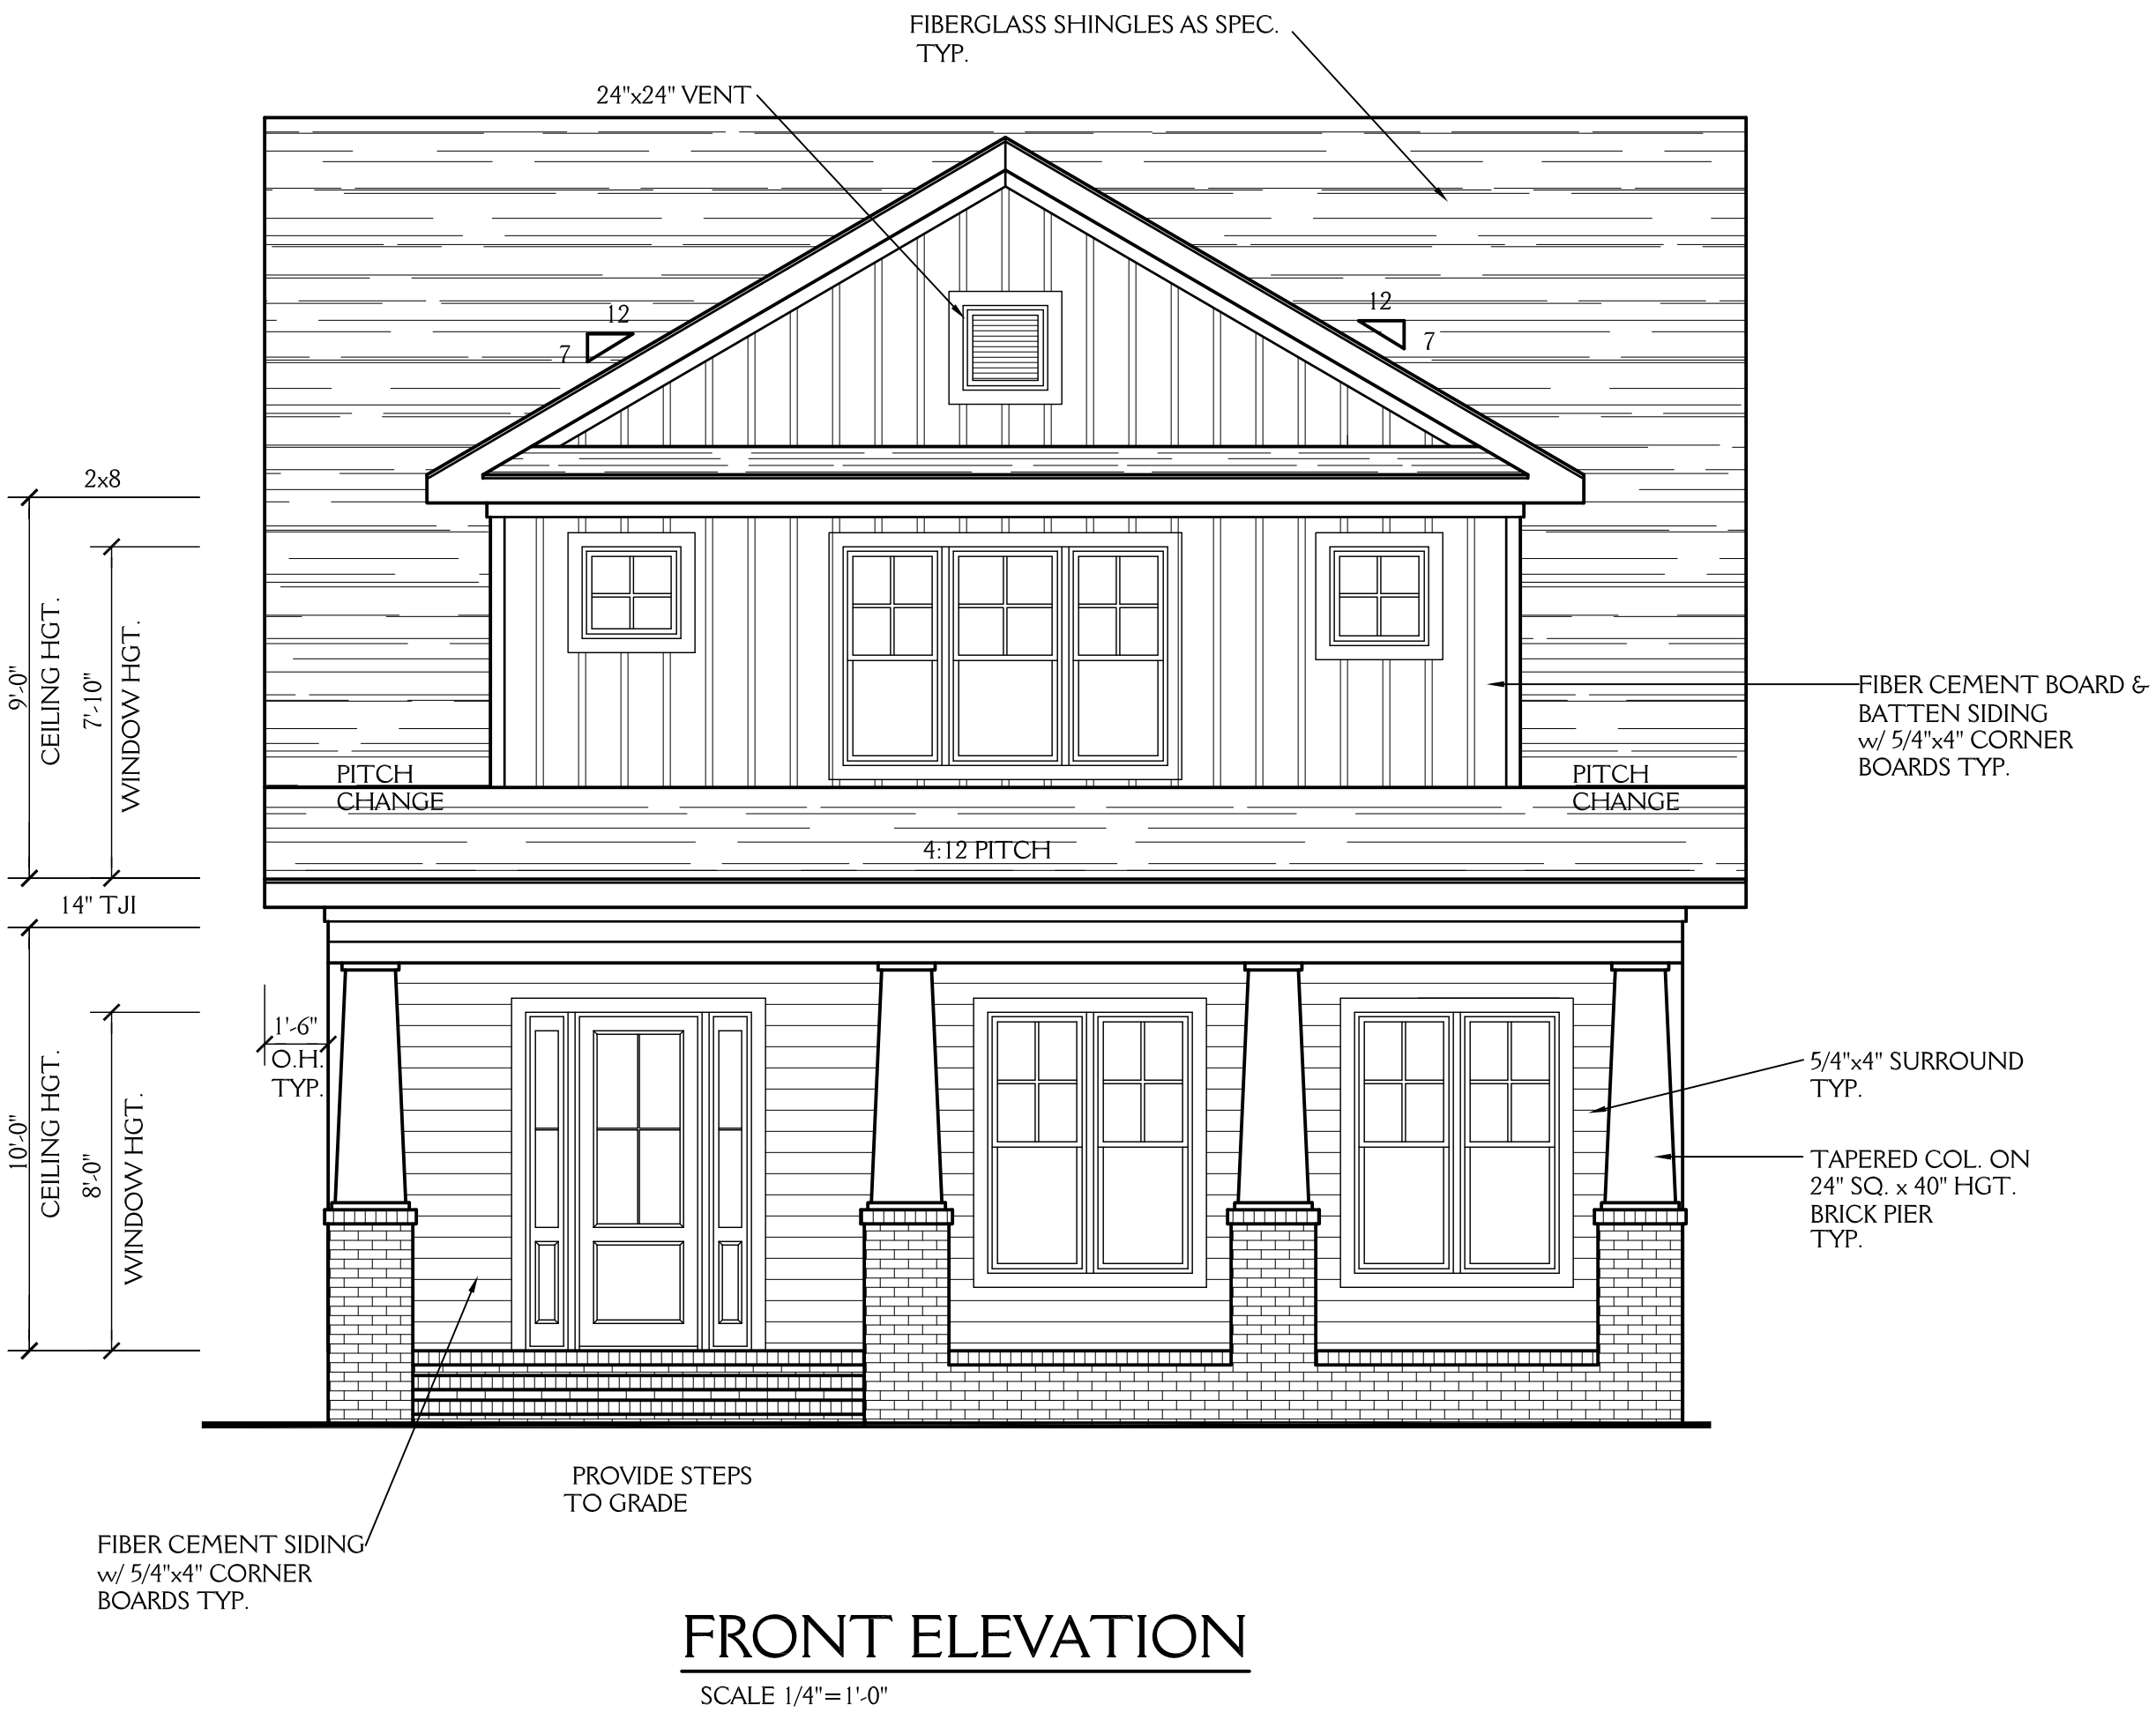 FIBERGLASS SHINGLES AS SPEC.
TYP.
24"x24" VENT
12
7
12
7
2x8
9'-0"
CEILING HGT.
7'-10"
WINDOW HGT.
FIBER CEMENT BOARD &
BATTEN SIDING
w/ 5/4"x4" CORNER
BOARDS TYP.
PITCH
CHANGE
PITCH
CHANGE
4:12 PITCH
14" TJI
10'-0"
CEILING HGT.
8'-0"
WINDOW HGT.
1'-6"
O.H.
TYP.
5/4"x4" SURROUND
TYP.
TAPERED COL. ON
24" SQ. x 40" HGT.
BRICK PIER
TYP.
PROVIDE STEPS
TO GRADE
FIBER CEMENT SIDING
w/ 5/4"x4" CORNER
BOARDS TYP.
FRONT ELEVATION
SCALE 1/4"=1'-0"